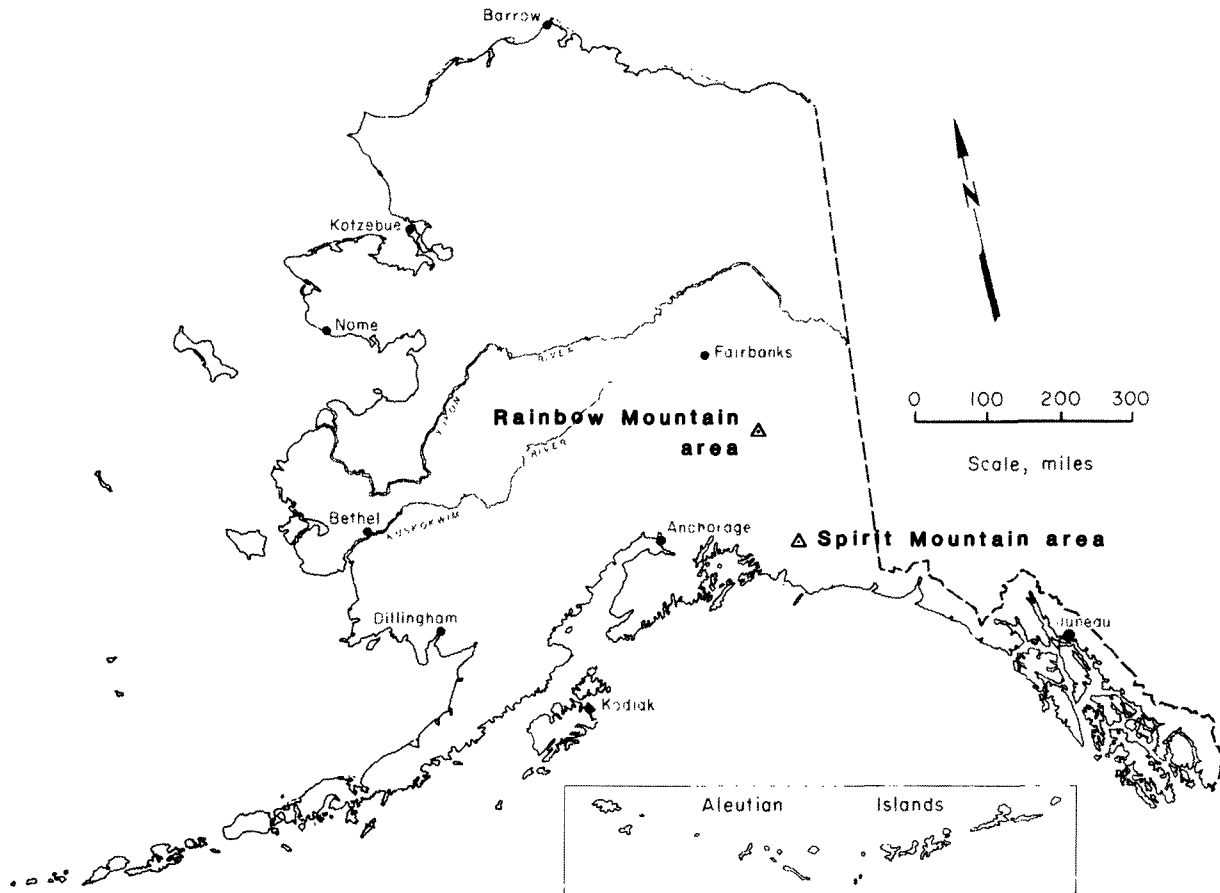 Barrow
N
Kotzebue
Nome
Fairbanks
YUKON RIVER
0 100 200 300
Scale, miles
Rainbow Mountain
area
KUSKOKWIM RIVER
Bethel
Anchorage
Spirit Mountain area
Dillingham
Juneau
Kodiak
Aleutian Islands